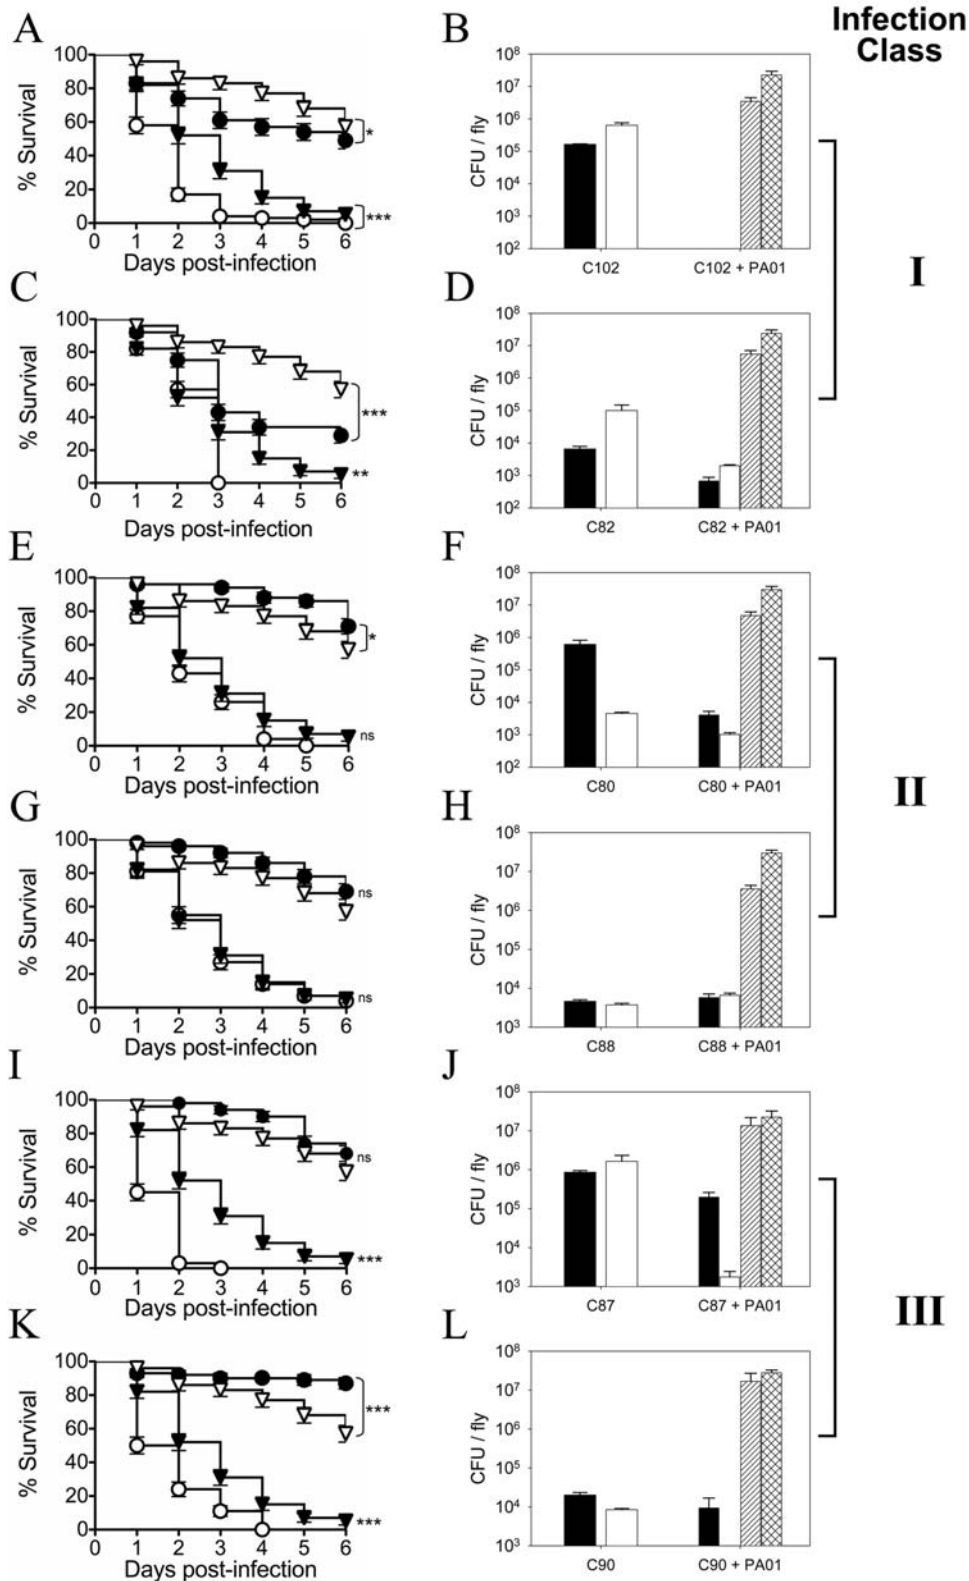 Infection
Class
A
% Survival
100
80
60
40
20
0
*
***
0 1 2 3 4 5 6
Days post-infection
B
CFU / fly
10⁸
10⁷
10⁶
10⁵
10⁴
10³
10²
C102 C102 + PA01
I
C
% Survival
100
80
60
40
20
0
***
**
0 1 2 3 4 5 6
Days post-infection
D
CFU / fly
10⁸
10⁷
10⁶
10⁵
10⁴
10³
10²
C82 C82 + PA01
E
% Survival
100
80
60
40
20
0
*
ns
0 1 2 3 4 5 6
Days post-infection
F
CFU / fly
10⁸
10⁷
10⁶
10⁵
10⁴
10³
10²
C80 C80 + PA01
II
G
% Survival
100
80
60
40
20
0
ns
ns
0 1 2 3 4 5 6
Days post-infection
H
CFU / fly
10⁸
10⁷
10⁶
10⁵
10⁴
10³
C88 C88 + PA01
I
% Survival
100
80
60
40
20
0
ns
***
0 1 2 3 4 5 6
Days post-infection
J
CFU / fly
10⁸
10⁷
10⁶
10⁵
10⁴
10³
C87 C87 + PA01
III
K
% Survival
100
80
60
40
20
0
***
***
0 1 2 3 4 5 6
Days post-infection
L
CFU / fly
10⁸
10⁷
10⁶
10⁵
10⁴
10³
C90 C90 + PA01